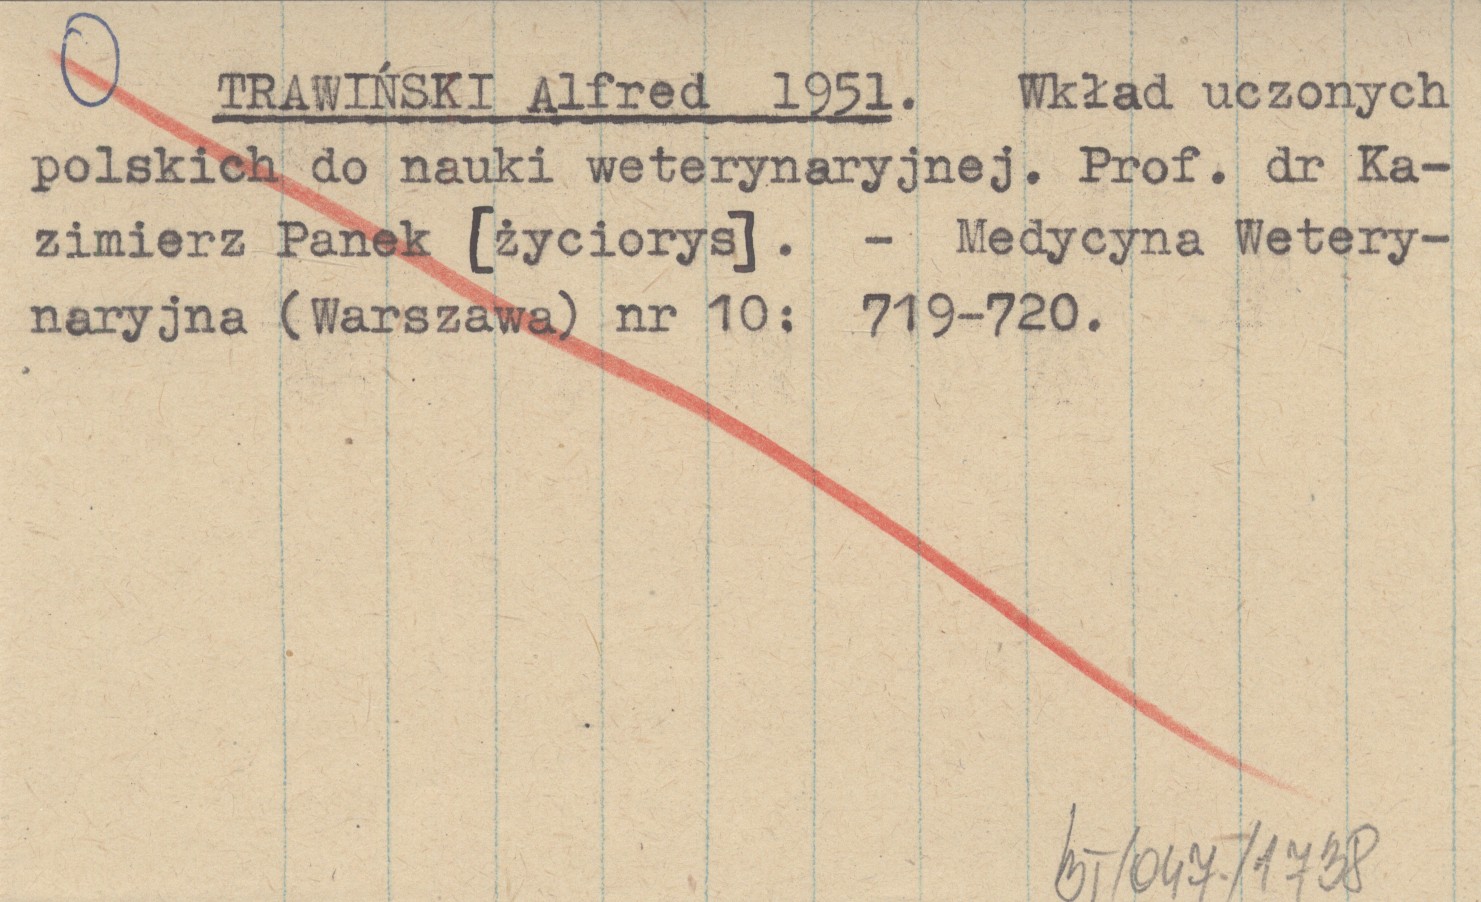 TRAWIŃSKI Alfred 1951. Wkład uczonych
polskich do nauki weterynaryjnej. Prof. dr Ka-
zimierz Panek [życiorys]. - Medycyna Wetery-
naryjna (Warszawa) nr 10: 719-720.
BI/047./1738